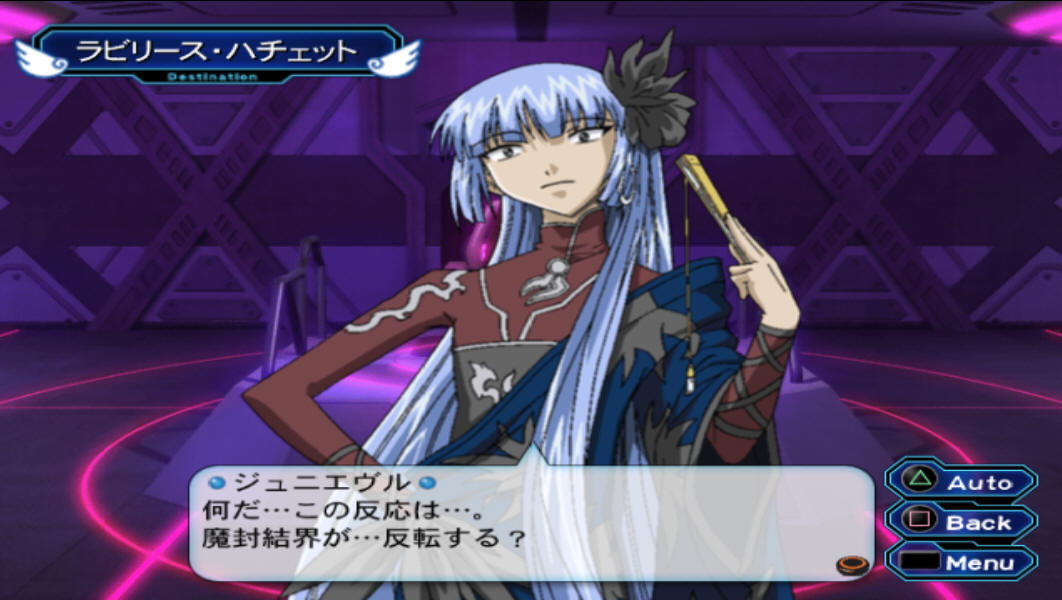 ラビリース・ハチェット
Destination
ジュニエヴル
何だ…この反応は…。
魔封結界が…反転する？
Auto
Back
Menu